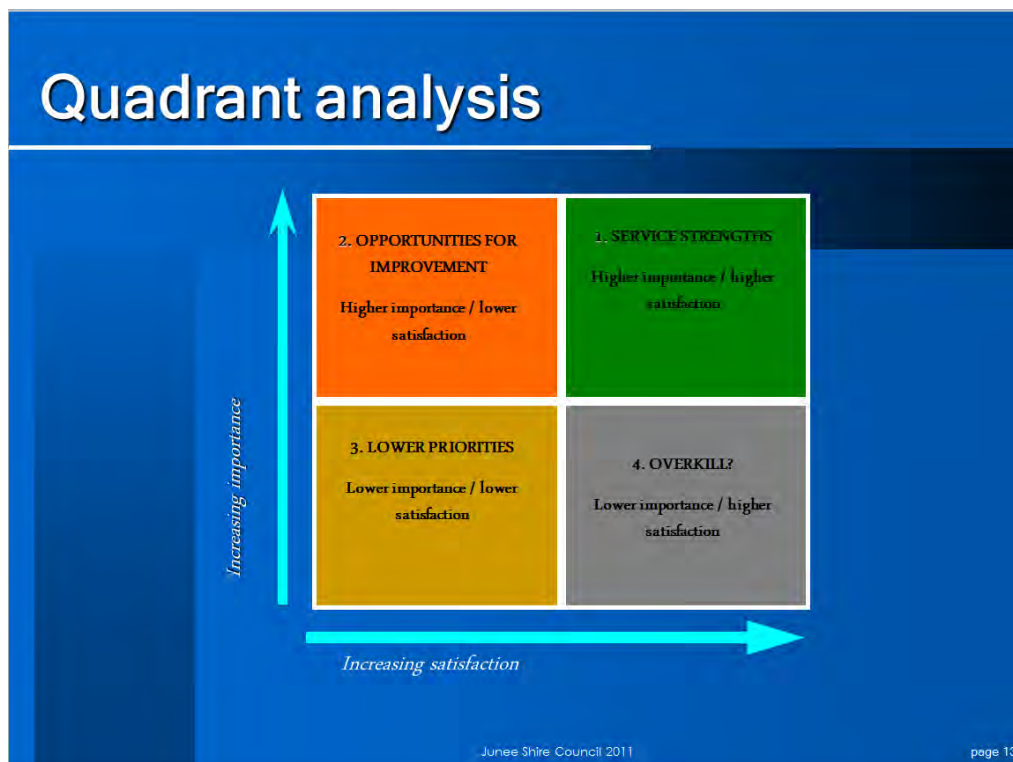 Quadrant analysis
2. OPPORTUNITIES FOR
IMPROVEMENT
Higher importance / lower
satisfaction
1. SERVICE STRENGTHS
Higher importance / higher
satisfaction
Increasing importance
3. LOWER PRIORITIES
Lower importance / lower
satisfaction
4. OVERKILL?
Lower importance / higher
satisfaction
Increasing satisfaction
Junee Shire Council 2011
page 13